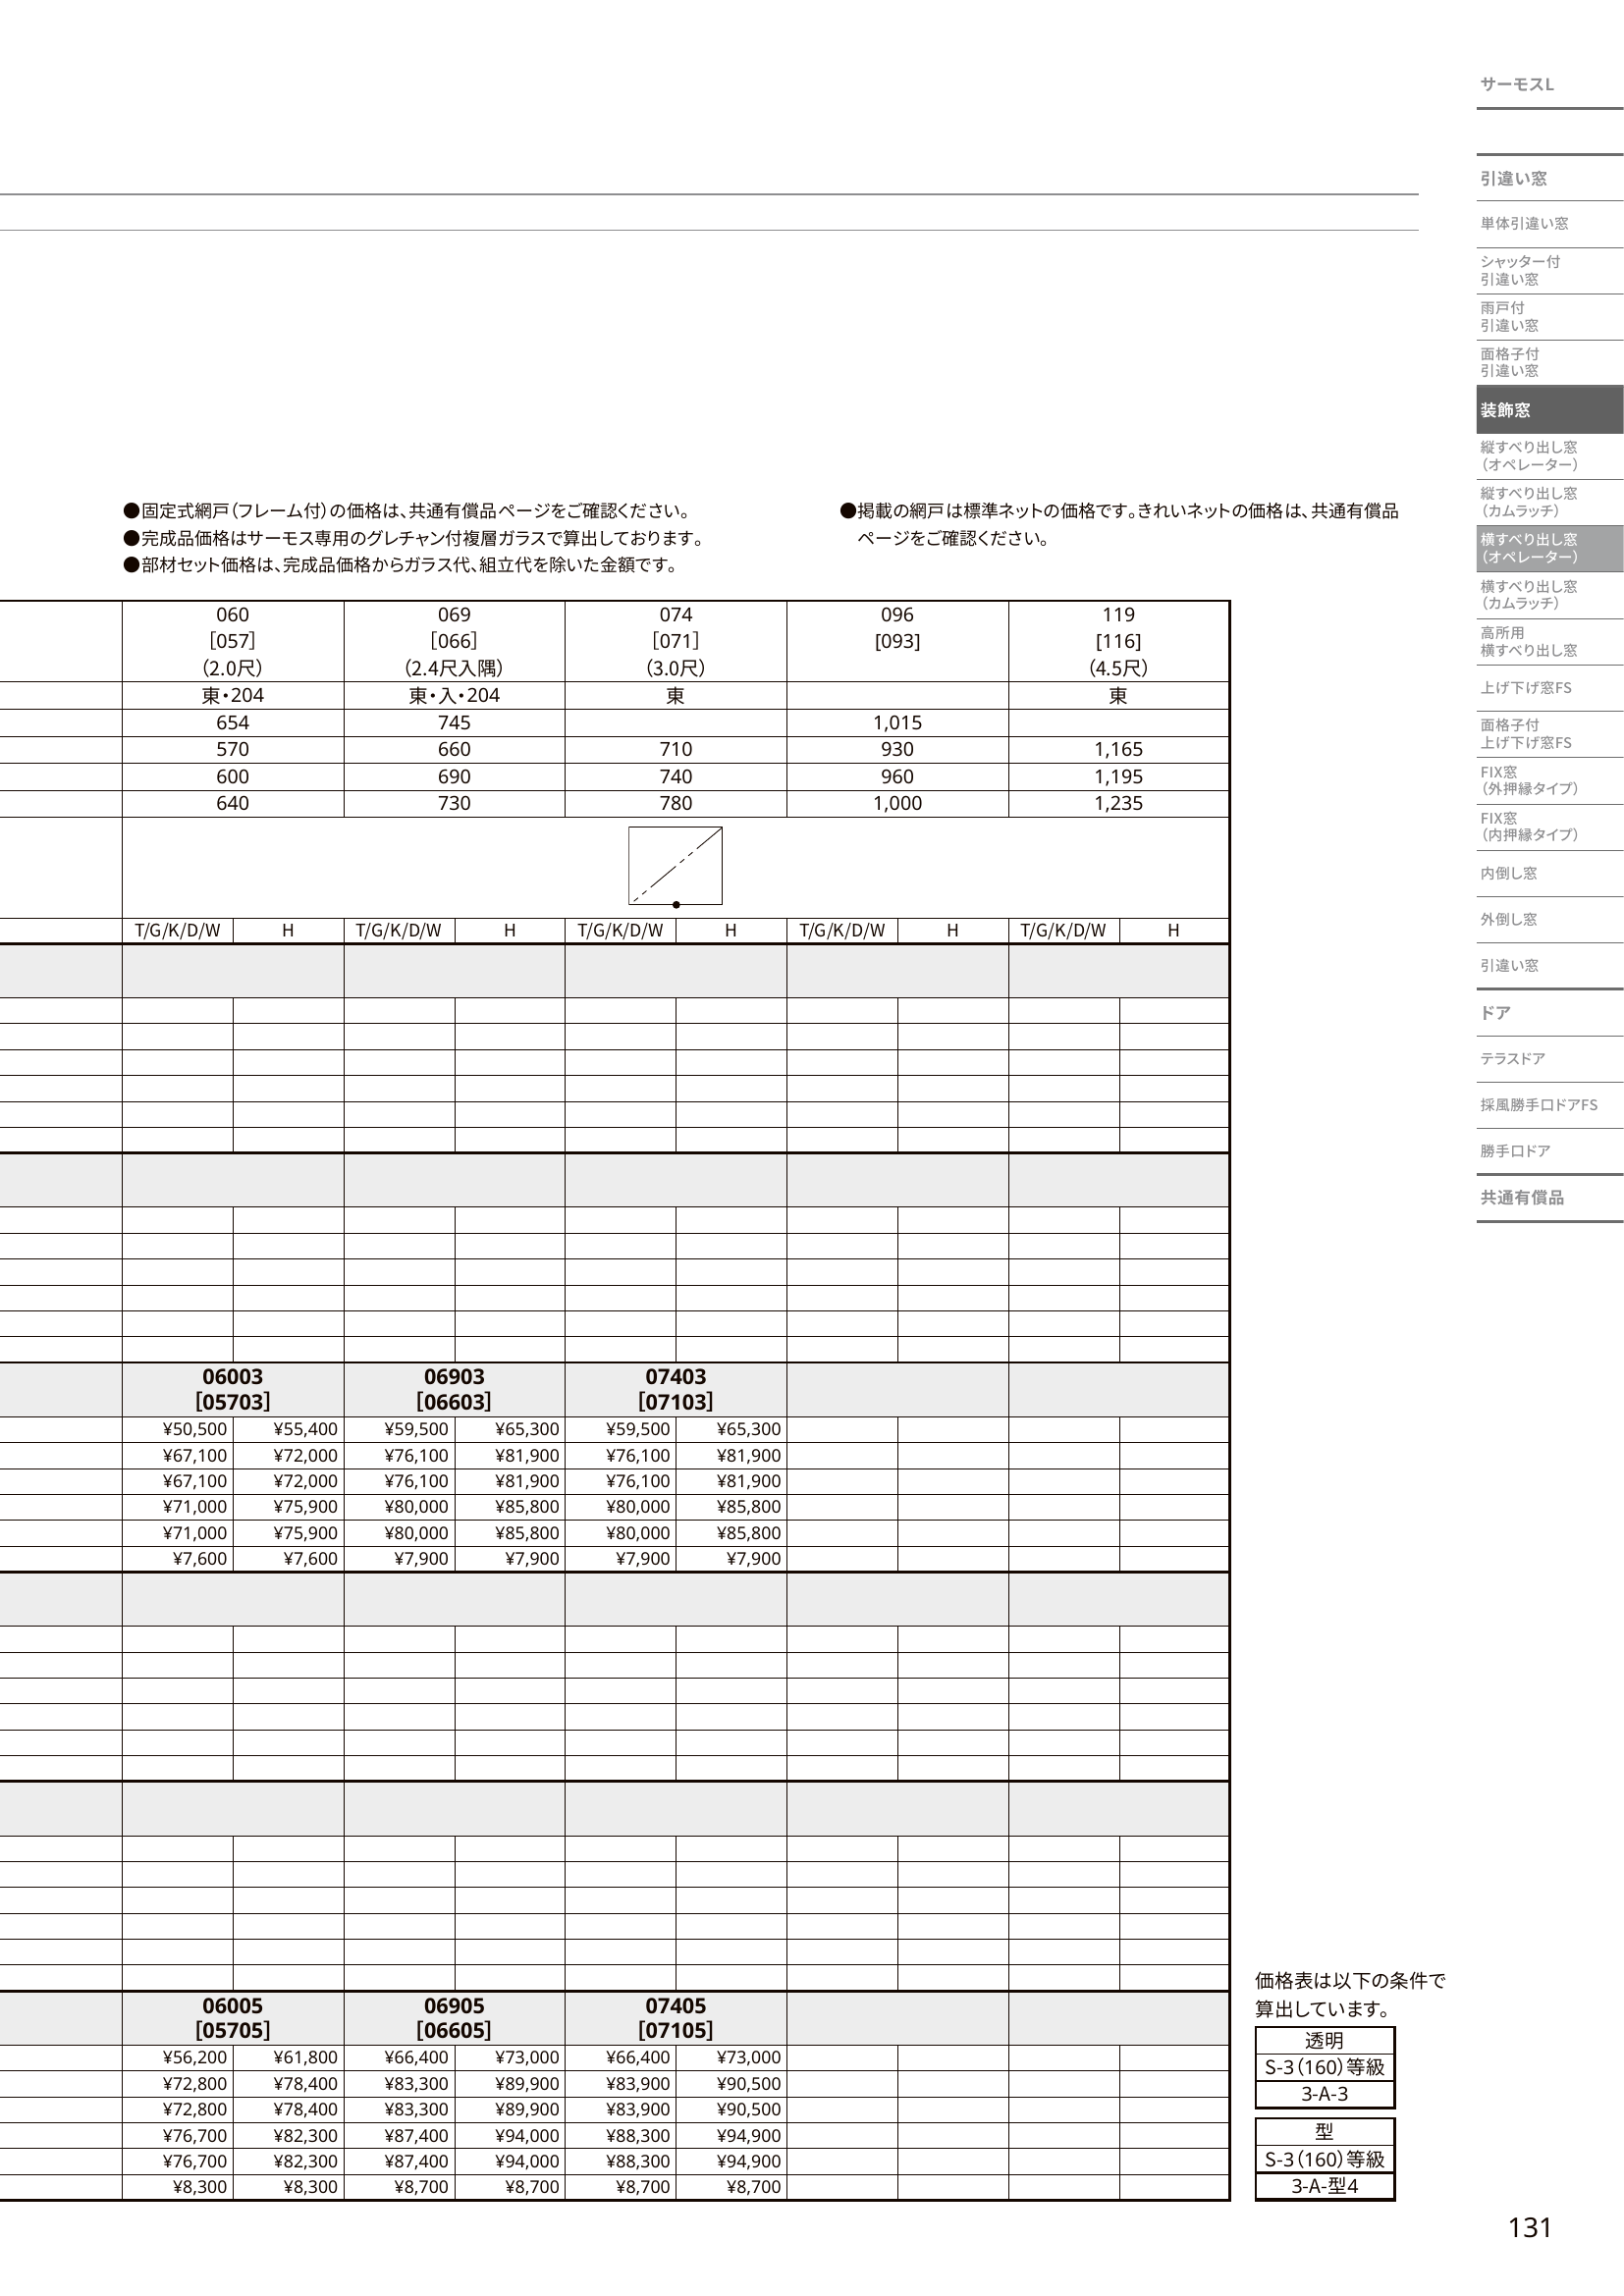 サーモスL
引違い窓
単体引違い窓
シャッター付
引違い窓
雨戸付
引違い窓
面格子付
引違い窓
装飾窓
縦すべり出し窓
（オペレーター）
縦すべり出し窓
（カムラッチ）
横すべり出し窓
（オペレーター）
横すべり出し窓
（カムラッチ）
高所用
横すべり出し窓
上げ下げ窓FS
面格子付
上げ下げ窓FS
FIX窓
（外押縁タイプ）
FIX窓
（内押縁タイプ）
内倒し窓
外倒し窓
引違い窓
ドア
テラスドア
採風勝手口ドアFS
勝手口ドア
共通有償品
●固定式網戸（フレーム付）の価格は、共通有償品ページをご確認ください。
●完成品価格はサーモス専用のグレチャン付複層ガラスで算出しております。
●部材セット価格は、完成品価格からガラス代、組立代を除いた金額です。
●掲載の網戸は標準ネットの価格です。きれいネットの価格は、共通有償品
ページをご確認ください。
060 069 074 096 119
［057］ ［066］ ［071］ [093] [116]
（2.0尺） （2.4尺入隅） （3.0尺） （4.5尺）
東・204 東・入・204 東 東
654 745 1,015
570 660 710 930 1,165
600 690 740 960 1,195
640 730 780 1,000 1,235
T/G/K/D/W H T/G/K/D/W H T/G/K/D/W H T/G/K/D/W H T/G/K/D/W H
06003 06903 07403
［05703］ ［06603］ ［07103］
¥50,500 ¥55,400 ¥59,500 ¥65,300 ¥59,500 ¥65,300
¥67,100 ¥72,000 ¥76,100 ¥81,900 ¥76,100 ¥81,900
¥67,100 ¥72,000 ¥76,100 ¥81,900 ¥76,100 ¥81,900
¥71,000 ¥75,900 ¥80,000 ¥85,800 ¥80,000 ¥85,800
¥71,000 ¥75,900 ¥80,000 ¥85,800 ¥80,000 ¥85,800
¥7,600 ¥7,600 ¥7,900 ¥7,900 ¥7,900 ¥7,900
06005 06905 07405
［05705］ ［06605］ ［07105］
¥56,200 ¥61,800 ¥66,400 ¥73,000 ¥66,400 ¥73,000
¥72,800 ¥78,400 ¥83,300 ¥89,900 ¥83,900 ¥90,500
¥72,800 ¥78,400 ¥83,300 ¥89,900 ¥83,900 ¥90,500
¥76,700 ¥82,300 ¥87,400 ¥94,000 ¥88,300 ¥94,900
¥76,700 ¥82,300 ¥87,400 ¥94,000 ¥88,300 ¥94,900
¥8,300 ¥8,300 ¥8,700 ¥8,700 ¥8,700 ¥8,700
価格表は以下の条件で
算出しています。
透明
S-3（160）等級
3-A-3
型
S-3（160）等級
3-A-型4
131